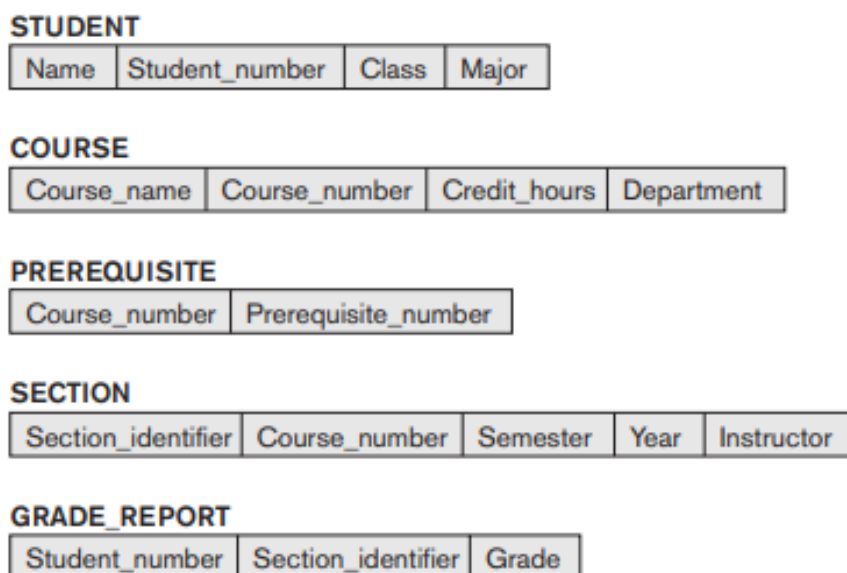 STUDENT
Name Student_number Class Major
COURSE
Course_name Course_number Credit_hours Department
PREREQUISITE
Course_number Prerequisite_number
SECTION
Section_identifier Course_number Semester Year Instructor
GRADE_REPORT
Student_number Section_identifier Grade